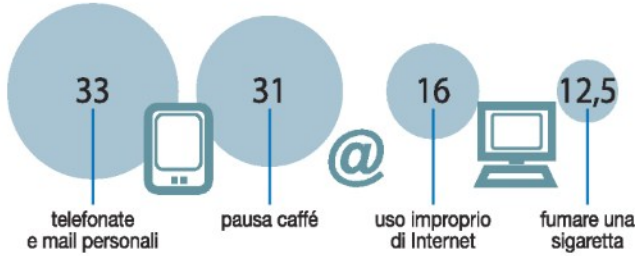 33
31
16
12,5
@
telefonate
e mail personali
pausa caffé
uso improprio
di Internet
fumare una
sigaretta